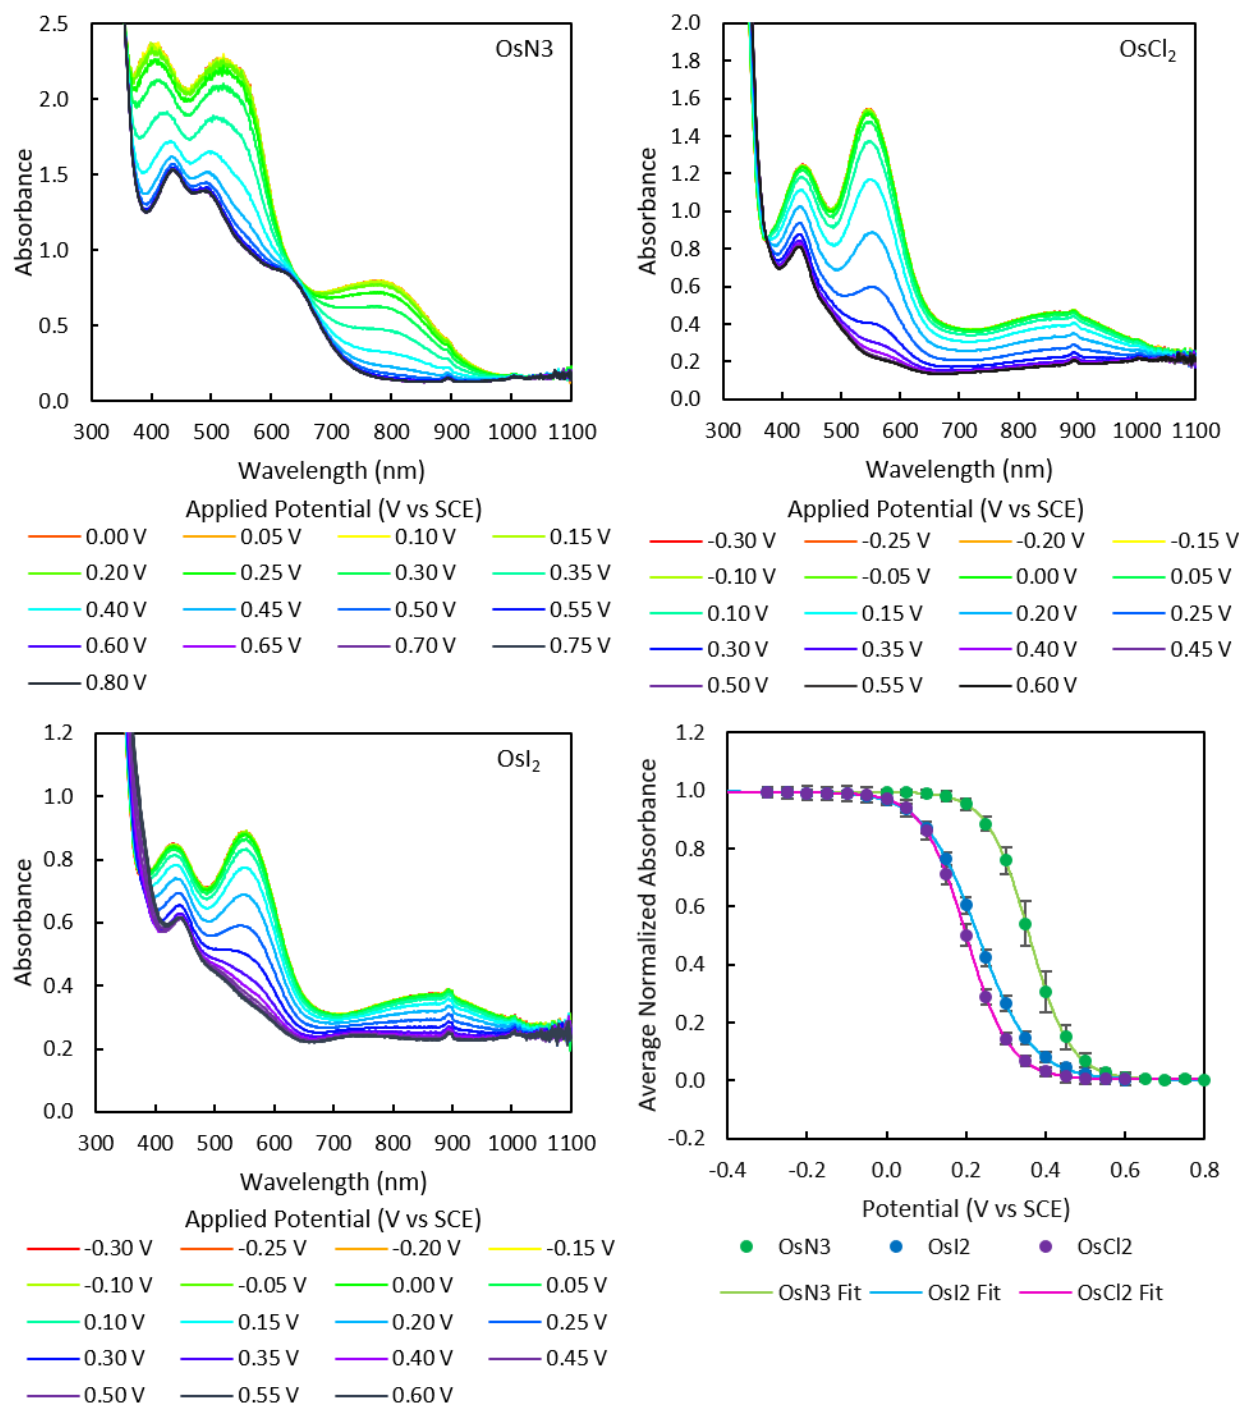 OsN3
2.5
2.0
1.5
1.0
0.5
0.0
Absorbance
300 400 500 600 700 800 900 1000 1100
Wavelength (nm)
Applied Potential (V vs SCE)
0.00 V 0.05 V 0.10 V 0.15 V
0.20 V 0.25 V 0.30 V 0.35 V
0.40 V 0.45 V 0.50 V 0.55 V
0.60 V 0.65 V 0.70 V 0.75 V
0.80 V
OsCl2
2.0
1.8
1.6
1.4
1.2
1.0
0.8
0.6
0.4
0.2
0.0
Absorbance
300 400 500 600 700 800 900 1000 1100
Wavelength (nm)
Applied Potential (V vs SCE)
-0.30 V -0.25 V -0.20 V -0.15 V
-0.10 V -0.05 V 0.00 V 0.05 V
0.10 V 0.15 V 0.20 V 0.25 V
0.30 V 0.35 V 0.40 V 0.45 V
0.50 V 0.55 V 0.60 V
OsI2
1.2
1.0
0.8
0.6
0.4
0.2
0.0
Absorbance
300 400 500 600 700 800 900 1000 1100
Wavelength (nm)
Applied Potential (V vs SCE)
-0.30 V -0.25 V -0.20 V -0.15 V
-0.10 V -0.05 V 0.00 V 0.05 V
0.10 V 0.15 V 0.20 V 0.25 V
0.30 V 0.35 V 0.40 V 0.45 V
0.50 V 0.55 V 0.60 V
1.2
1.0
0.8
0.6
0.4
0.2
0.0
-0.2
Average Normalized Absorbance
-0.4 -0.2 0.0 0.2 0.4 0.6 0.8
Potential (V vs SCE)
OsN3 OsI2 OsCl2
OsN3 Fit OsI2 Fit OsCl2 Fit